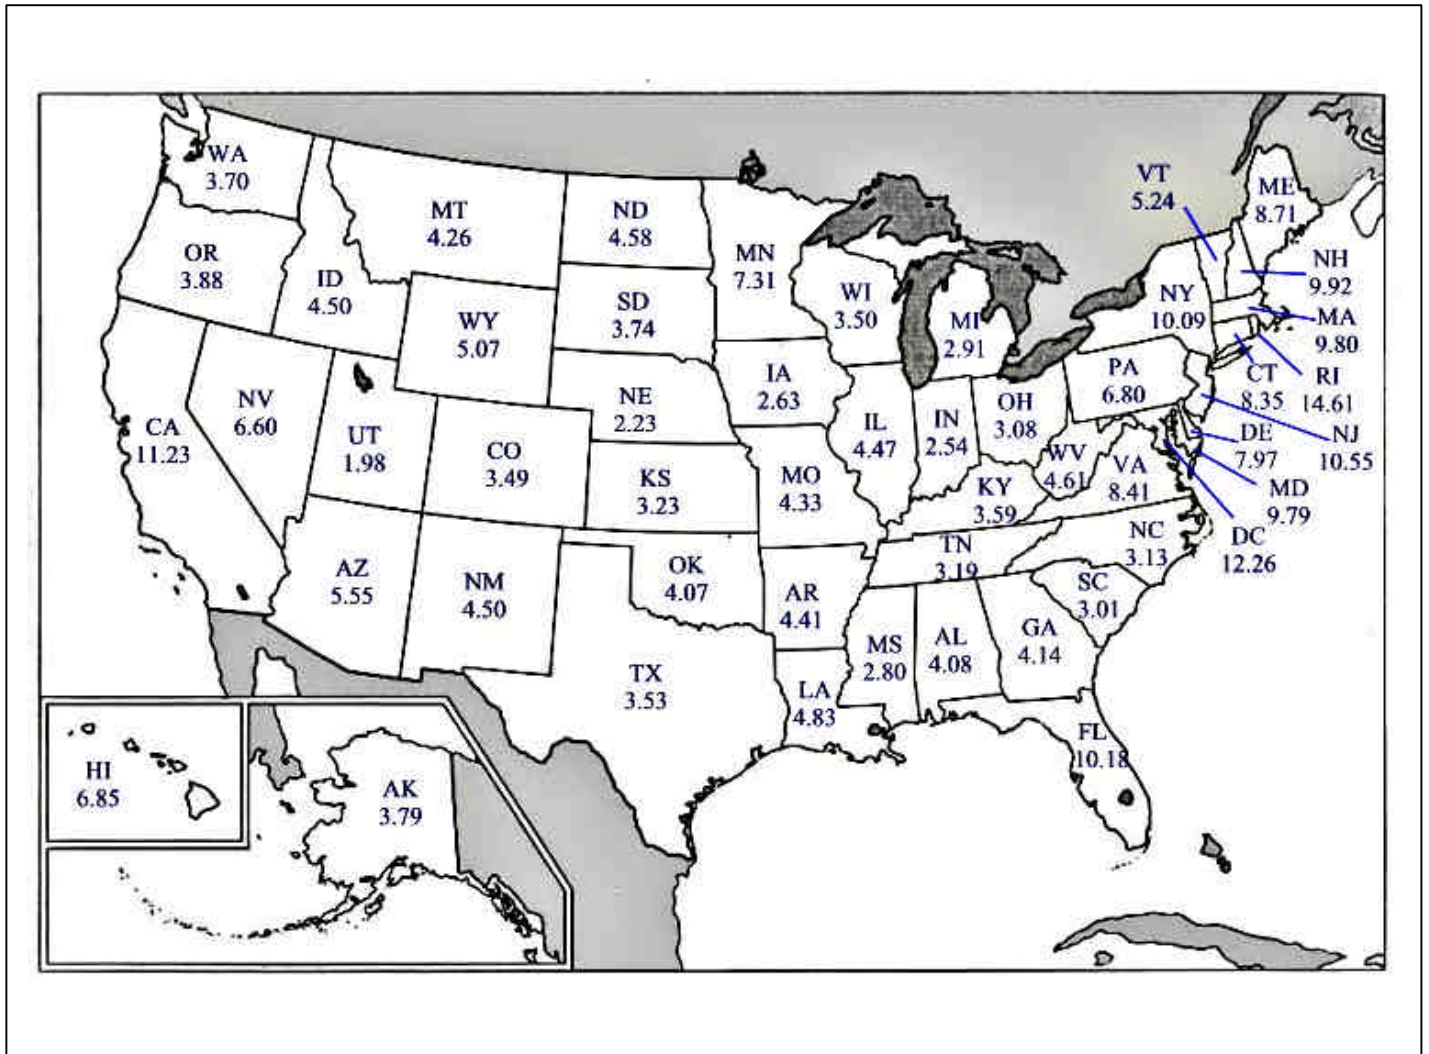 WA
3.70
OR
3.88
CA
11.23
ID
4.50
NV
6.60
MT
4.26
WY
5.07
UT
1.98
CO
3.49
AZ
5.55
NM
4.50
ND
4.58
SD
3.74
NE
2.23
KS
3.23
OK
4.07
TX
3.53
MN
7.31
IA
2.63
MO
4.33
AR
4.41
LA
4.83
WI
3.50
IL
4.47
MI
2.91
IN
2.54
OH
3.08
KY
3.59
TN
3.19
MS
2.80
AL
4.08
GA
4.14
FL
10.18
SC
3.01
NC
3.13
VA
8.41
WV
4.61
PA
6.80
NY
10.09
VT
5.24
ME
8.71
NH
9.92
MA
9.80
RI
14.61
CT
8.35
NJ
10.55
DE
7.97
MD
9.79
DC
12.26
HI
6.85
AK
3.79